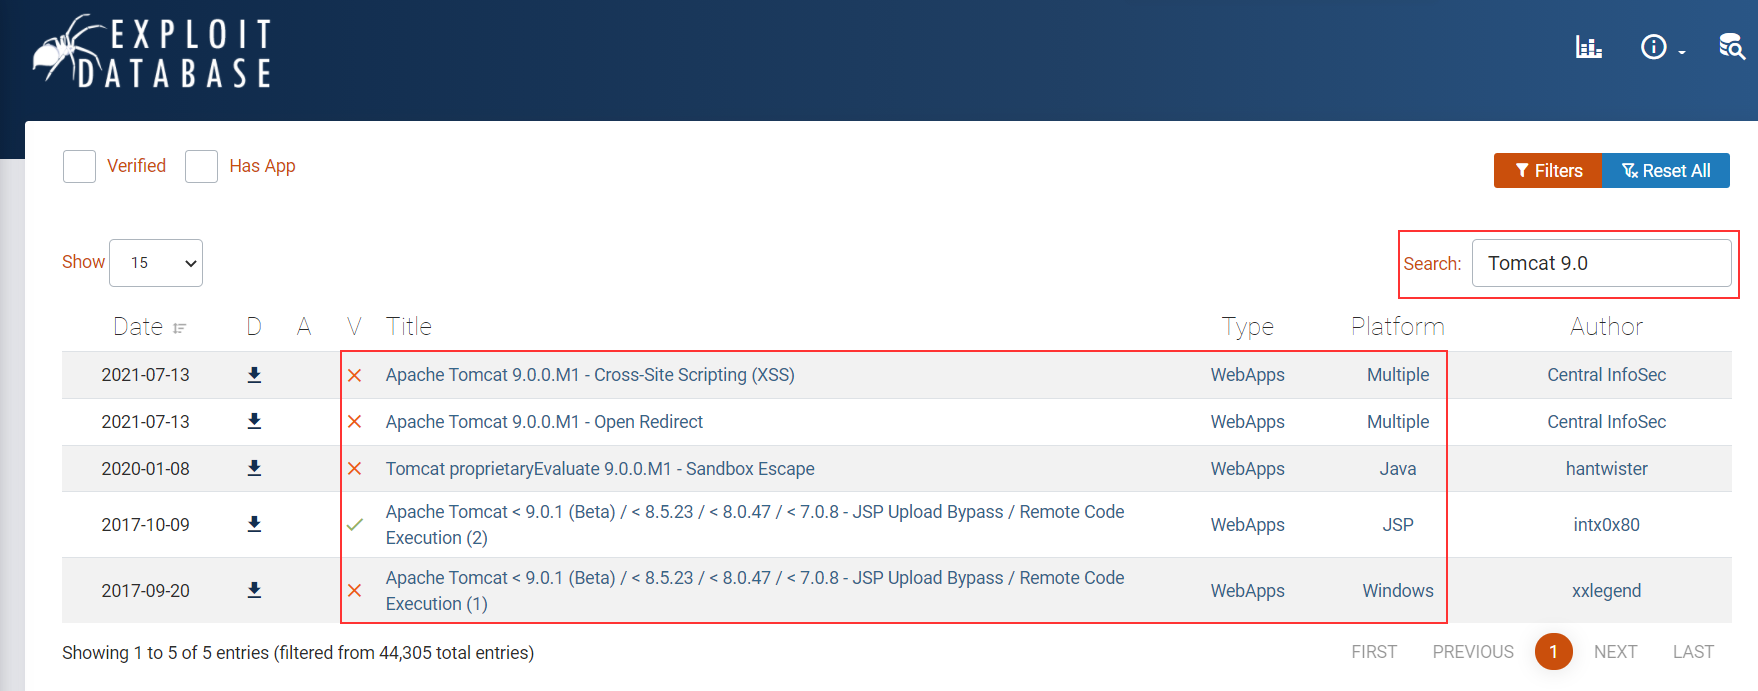 EXPLOIT
DATABASE
Verified Has App
Filters Reset All
Show 15
Search: Tomcat 9.0
Date D A V Title Type Platform Author
2021-07-13 Apache Tomcat 9.0.0.M1 - Cross-Site Scripting (XSS) WebApps Multiple Central InfoSec
2021-07-13 Apache Tomcat 9.0.0.M1 - Open Redirect WebApps Multiple Central InfoSec
2020-01-08 Tomcat proprietaryEvaluate 9.0.0.M1 - Sandbox Escape WebApps Java hantwister
2017-10-09 Apache Tomcat < 9.0.1 (Beta) / < 8.5.23 / < 8.0.47 / < 7.0.8 - JSP Upload Bypass / Remote Code
Execution (2) WebApps JSP intx0x80
2017-09-20 Apache Tomcat < 9.0.1 (Beta) / < 8.5.23 / < 8.0.47 / < 7.0.8 - JSP Upload Bypass / Remote Code
Execution (1) WebApps Windows xxlegend
Showing 1 to 5 of 5 entries (filtered from 44,305 total entries)
FIRST PREVIOUS 1 NEXT LAST